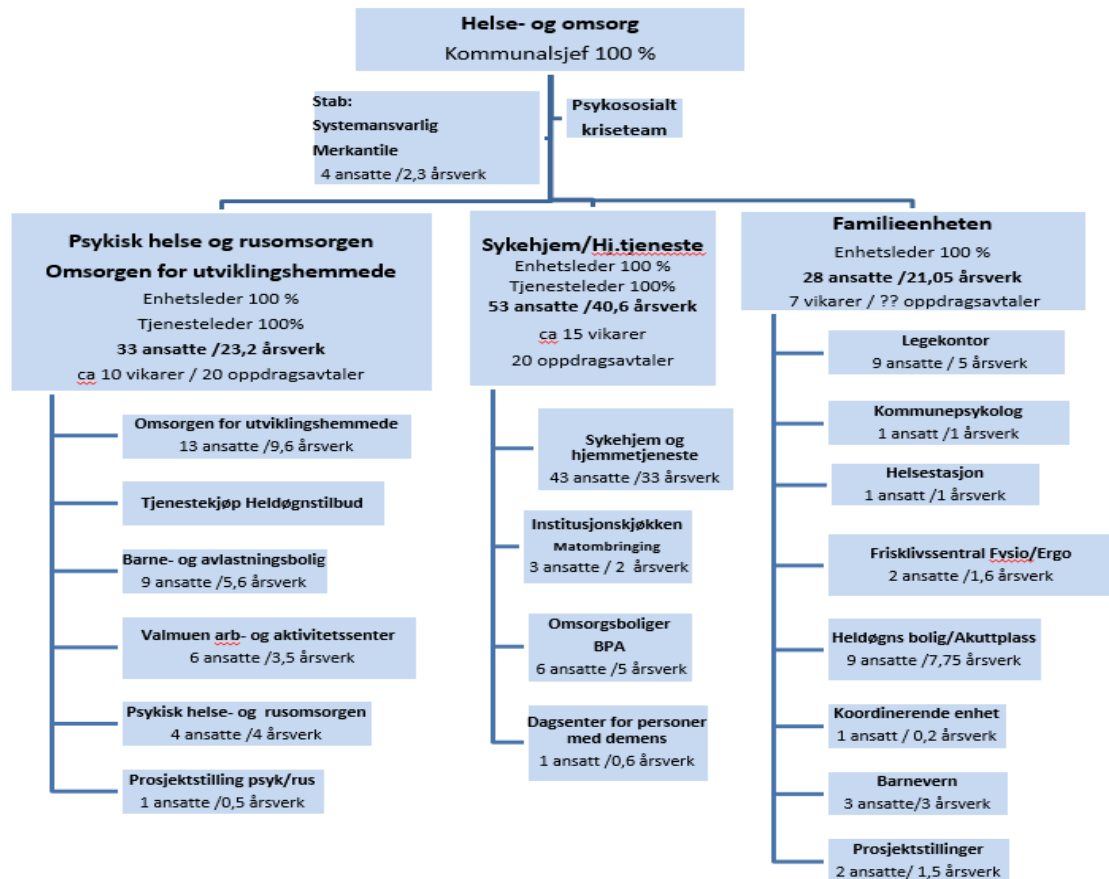 Helse- og omsorg
Kommunalsjef 100 %
Stab:
Systemansvarlig
Merkantile
4 ansatte /2,3 årsverk
Psykososialt
kriseteam
Psykisk helse og rusomsorgen
Omsorgen for utviklingshemmede
Enhetsleder 100 %
Tjenesteleder 100%
33 ansatte /23,2 årsverk
ca 10 vikarer / 20 oppdragsavtaler
Omsorgen for utviklingshemmede
13 ansatte /9,6 årsverk
Tjenestekjøp Heldøgnstilbud
Barne- og avlastningsbolig
9 ansatte /5,6 årsverk
Valmuen arb- og aktivitetssenter
6 ansatte /3,5 årsverk
Psykisk helse- og rusomsorgen
4 ansatte /4 årsverk
Prosjektstilling psyk/rus
1 ansatte /0,5 årsverk
Sykehjem/Hj.tjeneste
Enhetsleder 100 %
Tjenesteleder 100%
53 ansatte /40,6 årsverk
ca 15 vikarer
20 oppdragsavtaler
Sykehjem og
hjemmetjeneste
43 ansatte /33 årsverk
Institusjonskjøkken
Matombringing
3 ansatte / 2 årsverk
Omsorgsboliger
BPA
6 ansatte /5 årsverk
Dagsenter for personer
med demens
1 ansatt /0,6 årsverk
Familieenheten
Enhetsleder 100 %
28 ansatte /21,05 årsverk
7 vikarer / ?? oppdragsavtaler
Legekontor
9 ansatte / 5 årsverk
Kommunepsykolog
1 ansatt /1 årsverk
Helsestasjon
1 ansatt /1 årsverk
Frisklivssentral Fysio/Ergo
2 ansatte /1,6 årsverk
Heldøgns bolig/Akuttplass
9 ansatte /7,75 årsverk
Koordinerende enhet
1 ansatt / 0,2 årsverk
Barnevern
3 ansatte/3 årsverk
Prosjektstillinger
2 ansatte/ 1,5 årsverk